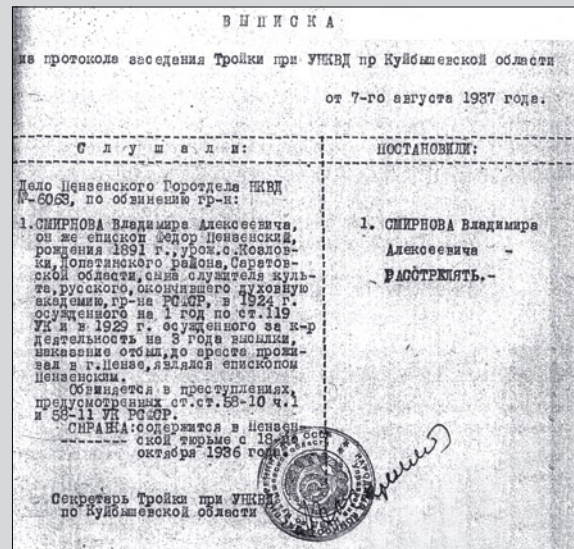 ВЫПИСКА
из протокола заседания Тройки при УНКВД пр Куйбышевской области
от 7-го августа 1937 года.
Слушали:
Дело Пензенского Горотдела НКВД
№-6063, по обвинению гр-н:
1.СМИРНОВА Владимира Алексеевича,
он же епископ Федор Пензенский,
рождения 1891 г.,урож.с.Козлов-
ки,Лопатинского района,Саратов-
ской области,сына служителя куль-
та,русского,окончившего духовную
академию,гр-на РСФСР, в 1924 г.
осужденного на 1 год по ст.119
УК и в 1929 г. осужденного за к-р
деятельность на 3 года высылки,
наказание отбыл,до ареста прожи-
вал в г.Пензе,являлся епископом
Пензенским.
Обвиняется в преступлениях,
предусмотренных ст.ст.58-10 ч.1
и 58-11 УК РСФСР.
СПРАВКА:содержится в Пензен-
ской тюрьме с 18-го
октября 1936 года
Секретарь Тройки при УНКВД
по Куйбышевской области
ПОСТАНОВИЛИ:
1. СМИРНОВА Владимира
Алексеевича -
РАССТРЕЛЯТЬ.-